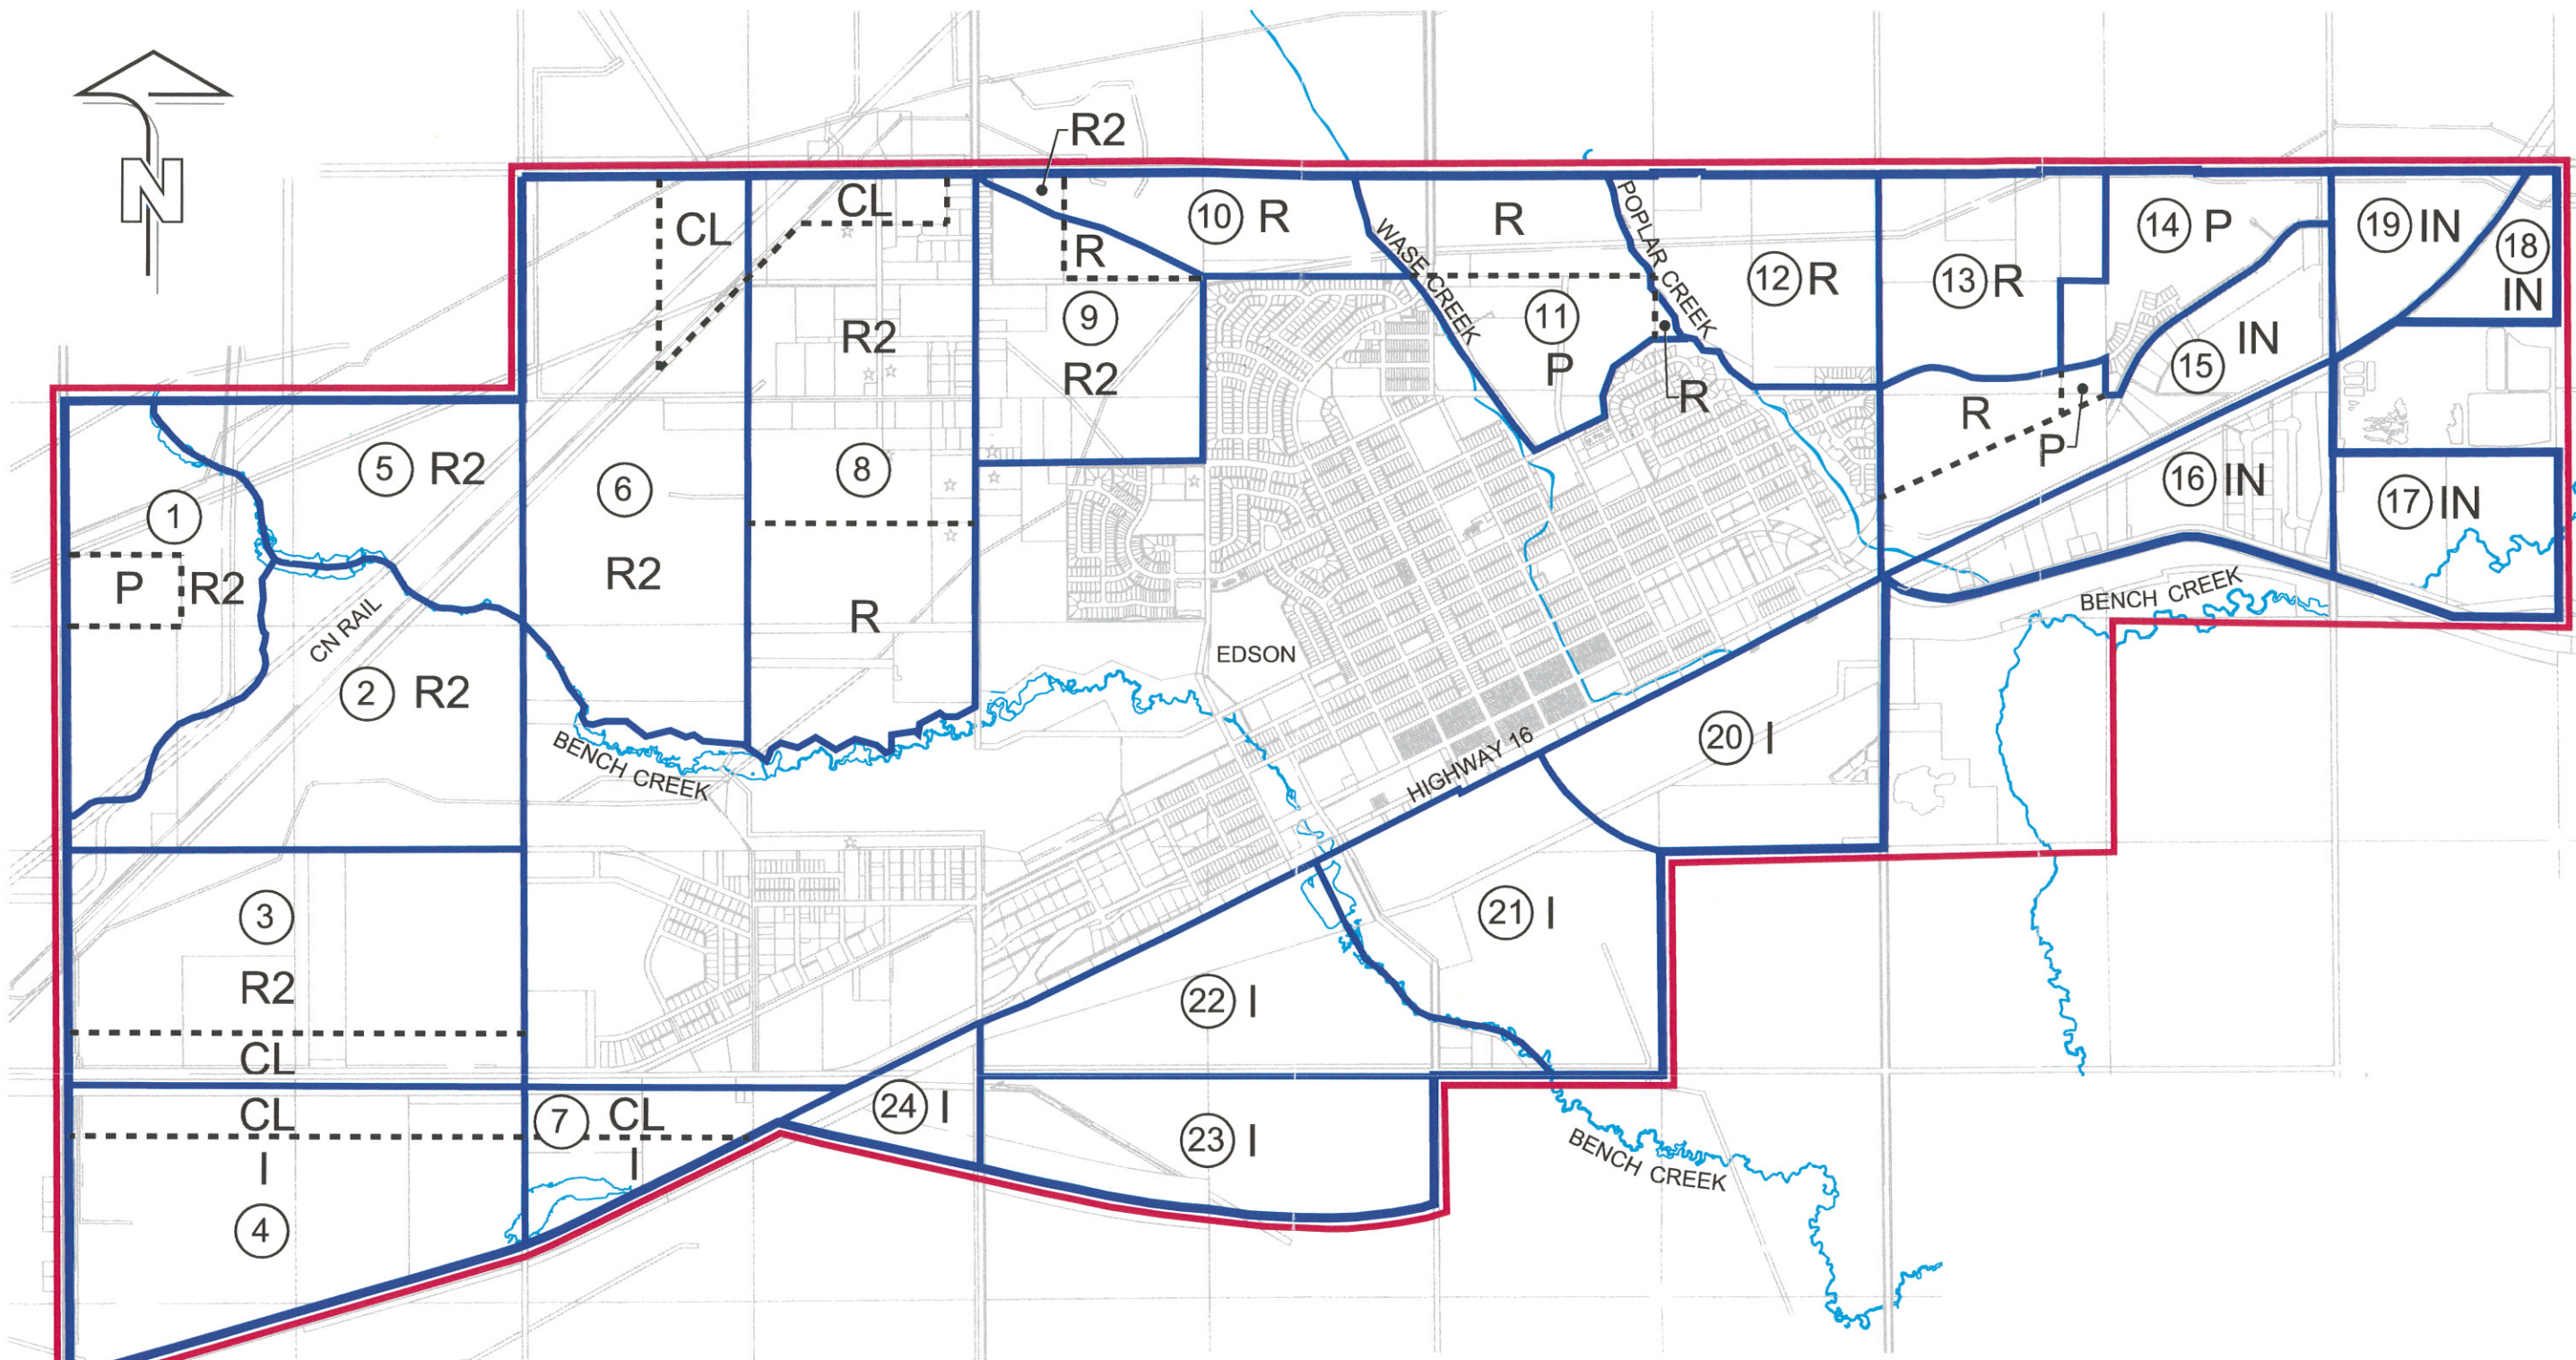 N
R2
CL
CL
R
10 R
R
WASE CREEK
POPLAR CREEK
12 R
13 R
14 P
19 IN
18
IN
R2
9
R2
11
P
R
IN
15
5 R2
6
8
R
P
16 IN
17 IN
1
P R2
R2
R
CN RAIL
2 R2
EDSON
BENCH CREEK
BENCH CREEK
HIGHWAY 16
20 I
3
R2
CL
21 I
22 I
CL
I
4
7 CL
I
24 I
23 I
BENCH CREEK